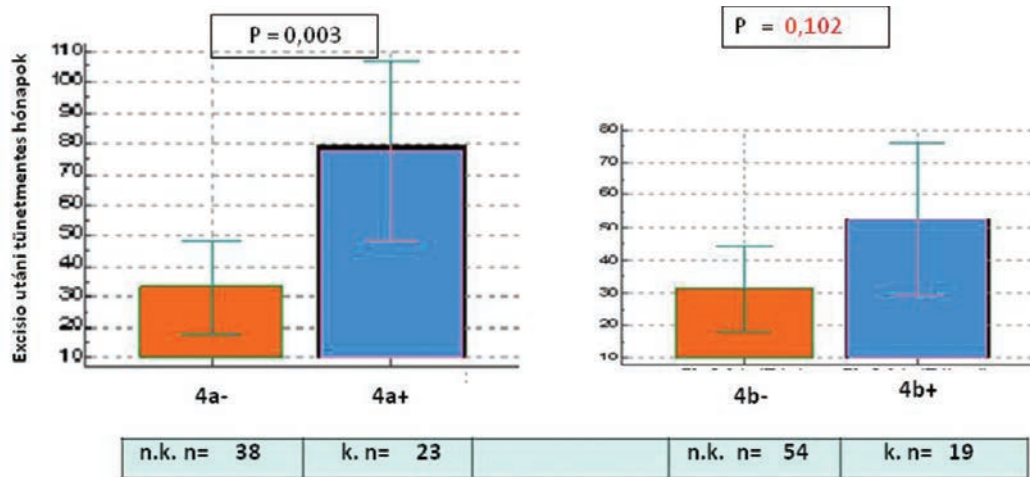 P = 0,003
P = 0,102
Excisio utáni tünetmentes hónapok
110
100
90
80
70
60
50
40
30
20
10
80
70
60
50
40
30
20
10
4a-
4a+
4b-
4b+
n.k. n= 38
k. n= 23
n.k. n= 54
k. n= 19